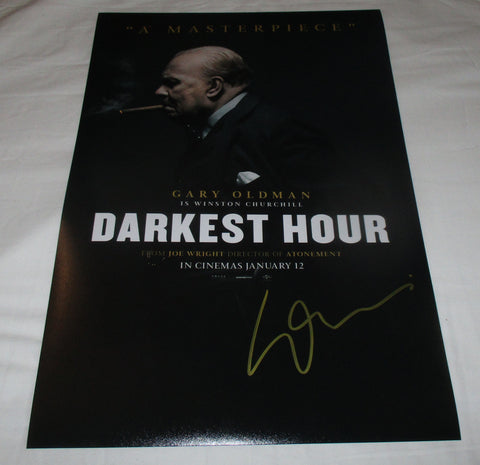 "A MASTERPIECE"
GARY OLDMAN
IS WINSTON CHURCHILL
DARKEST HOUR
FROM JOE WRIGHT DIRECTOR OF ATONEMENT
IN CINEMAS JANUARY 12